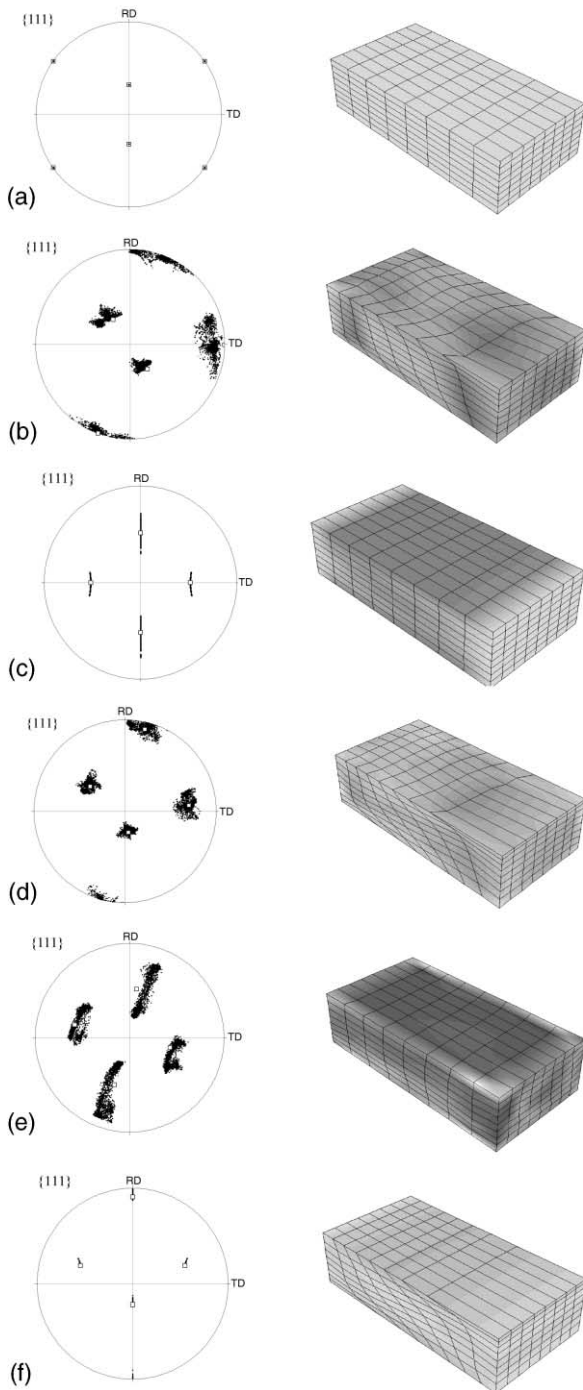 {111}
RD
TD
(a)
{111}
RD
TD
(b)
{111}
RD
TD
(c)
{111}
RD
TD
(d)
{111}
RD
TD
(e)
{111}
RD
TD
(f)